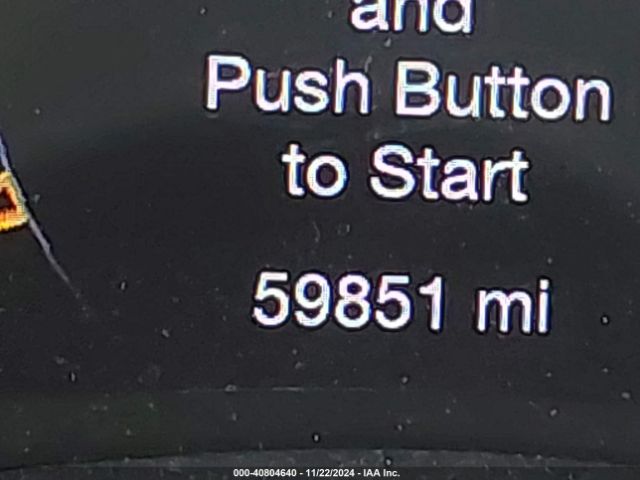 and
Push Button
to Start
59851 mi
000-40804640 - 11/22/2024 - IAA Inc.